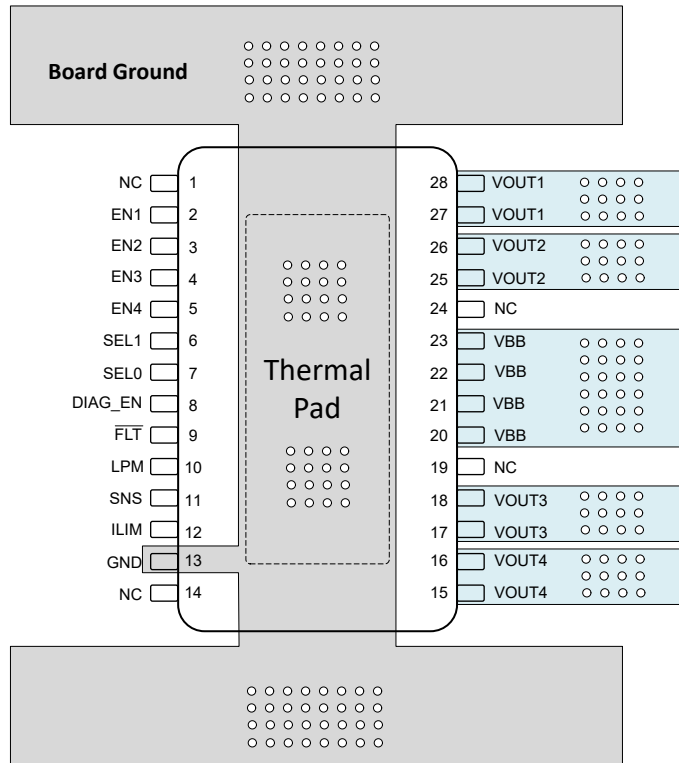 Board Ground
NC 1 28 VOUT1
EN1 2 27 VOUT1
EN2 3 26 VOUT2
EN3 4 25 VOUT2
EN4 5 24 NC
SEL1 6 23 VBB
SEL0 7 22 VBB
DIAG_EN 8 21 VBB
FLT 9 20 VBB
LPM 10 19 NC
SNS 11 18 VOUT3
ILIM 12 17 VOUT3
GND 13 16 VOUT4
NC 14 15 VOUT4
Thermal
Pad